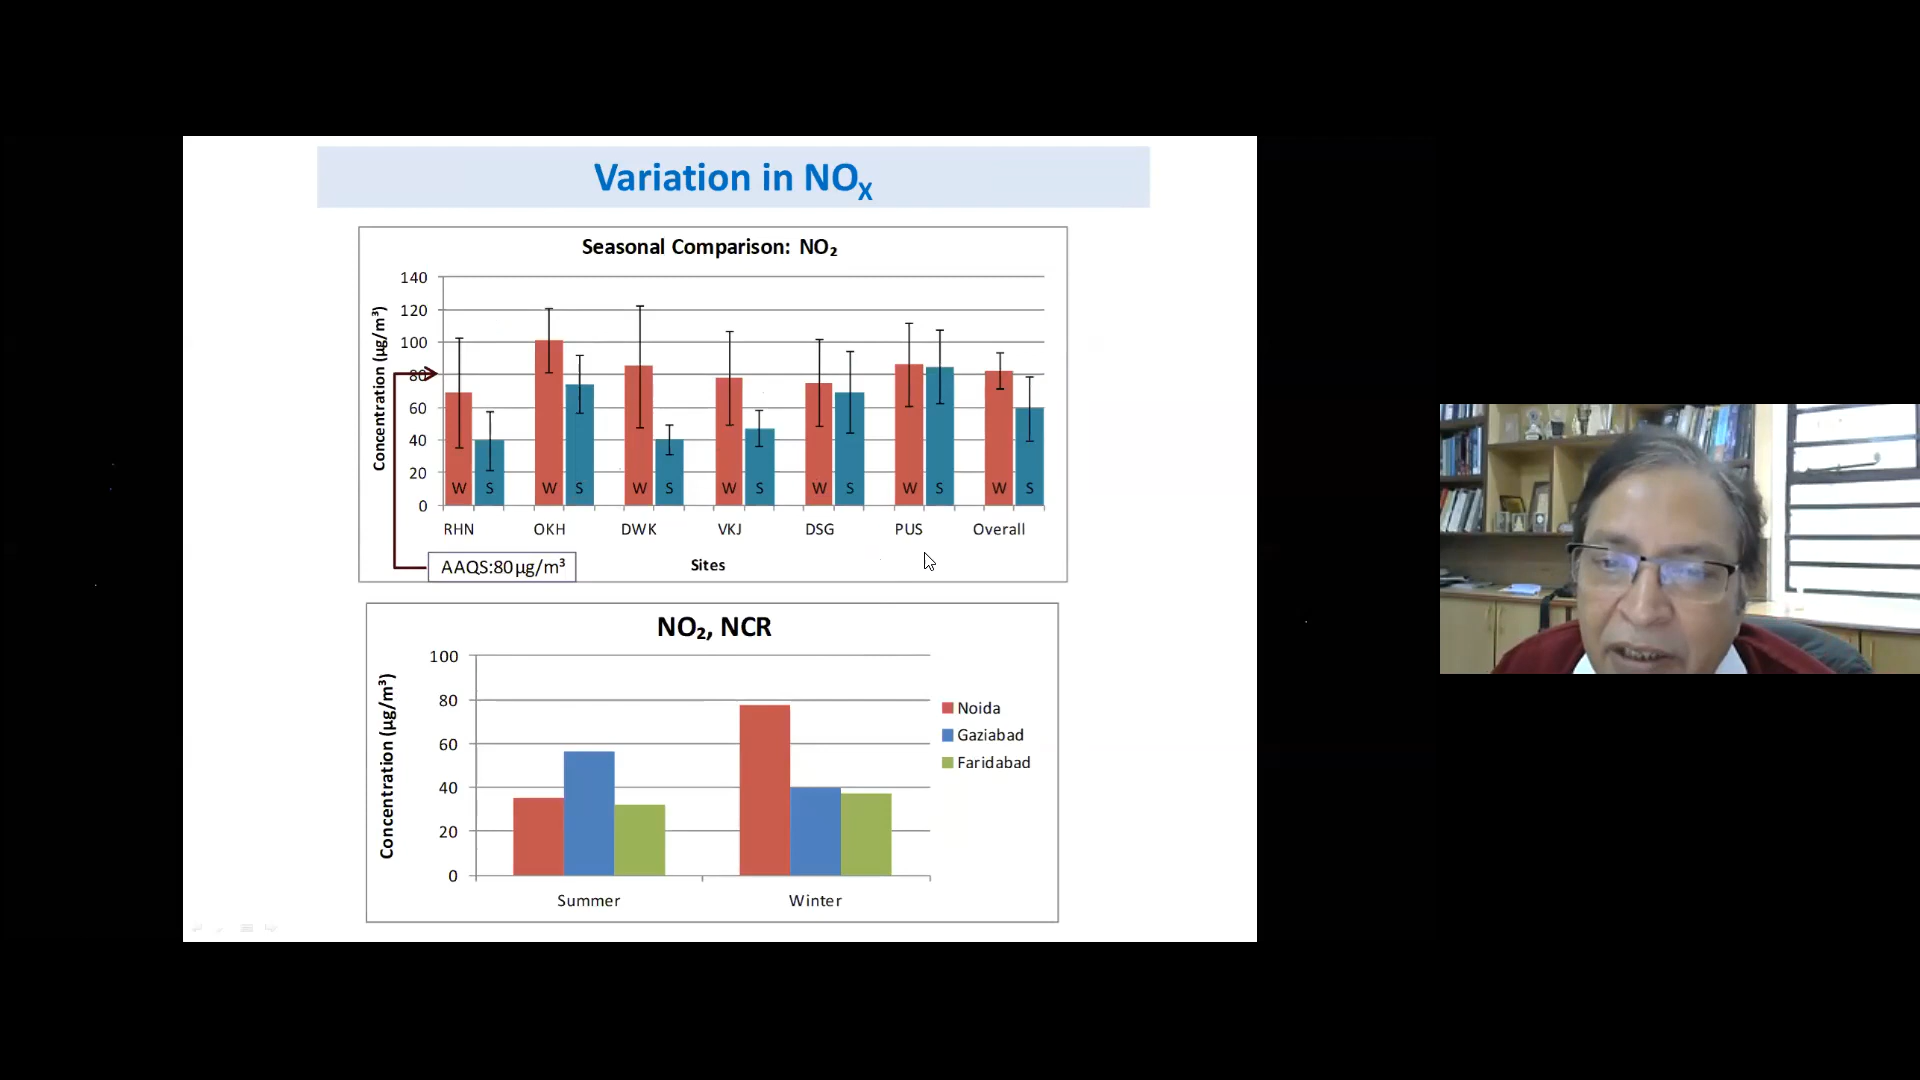 Variation in NOX
Seasonal Comparison: NO₂
140
120
100
80
60
40
20
0
Concentration (µg/m³)
W S W S W S W S W S W S W S
RHN OKH DWK VKJ DSG PUS Overall
AAQS:80µg/m³
Sites
NO₂, NCR
100
80
60
40
20
0
Concentration (µg/m³)
Noida
Gaziabad
Faridabad
Summer Winter